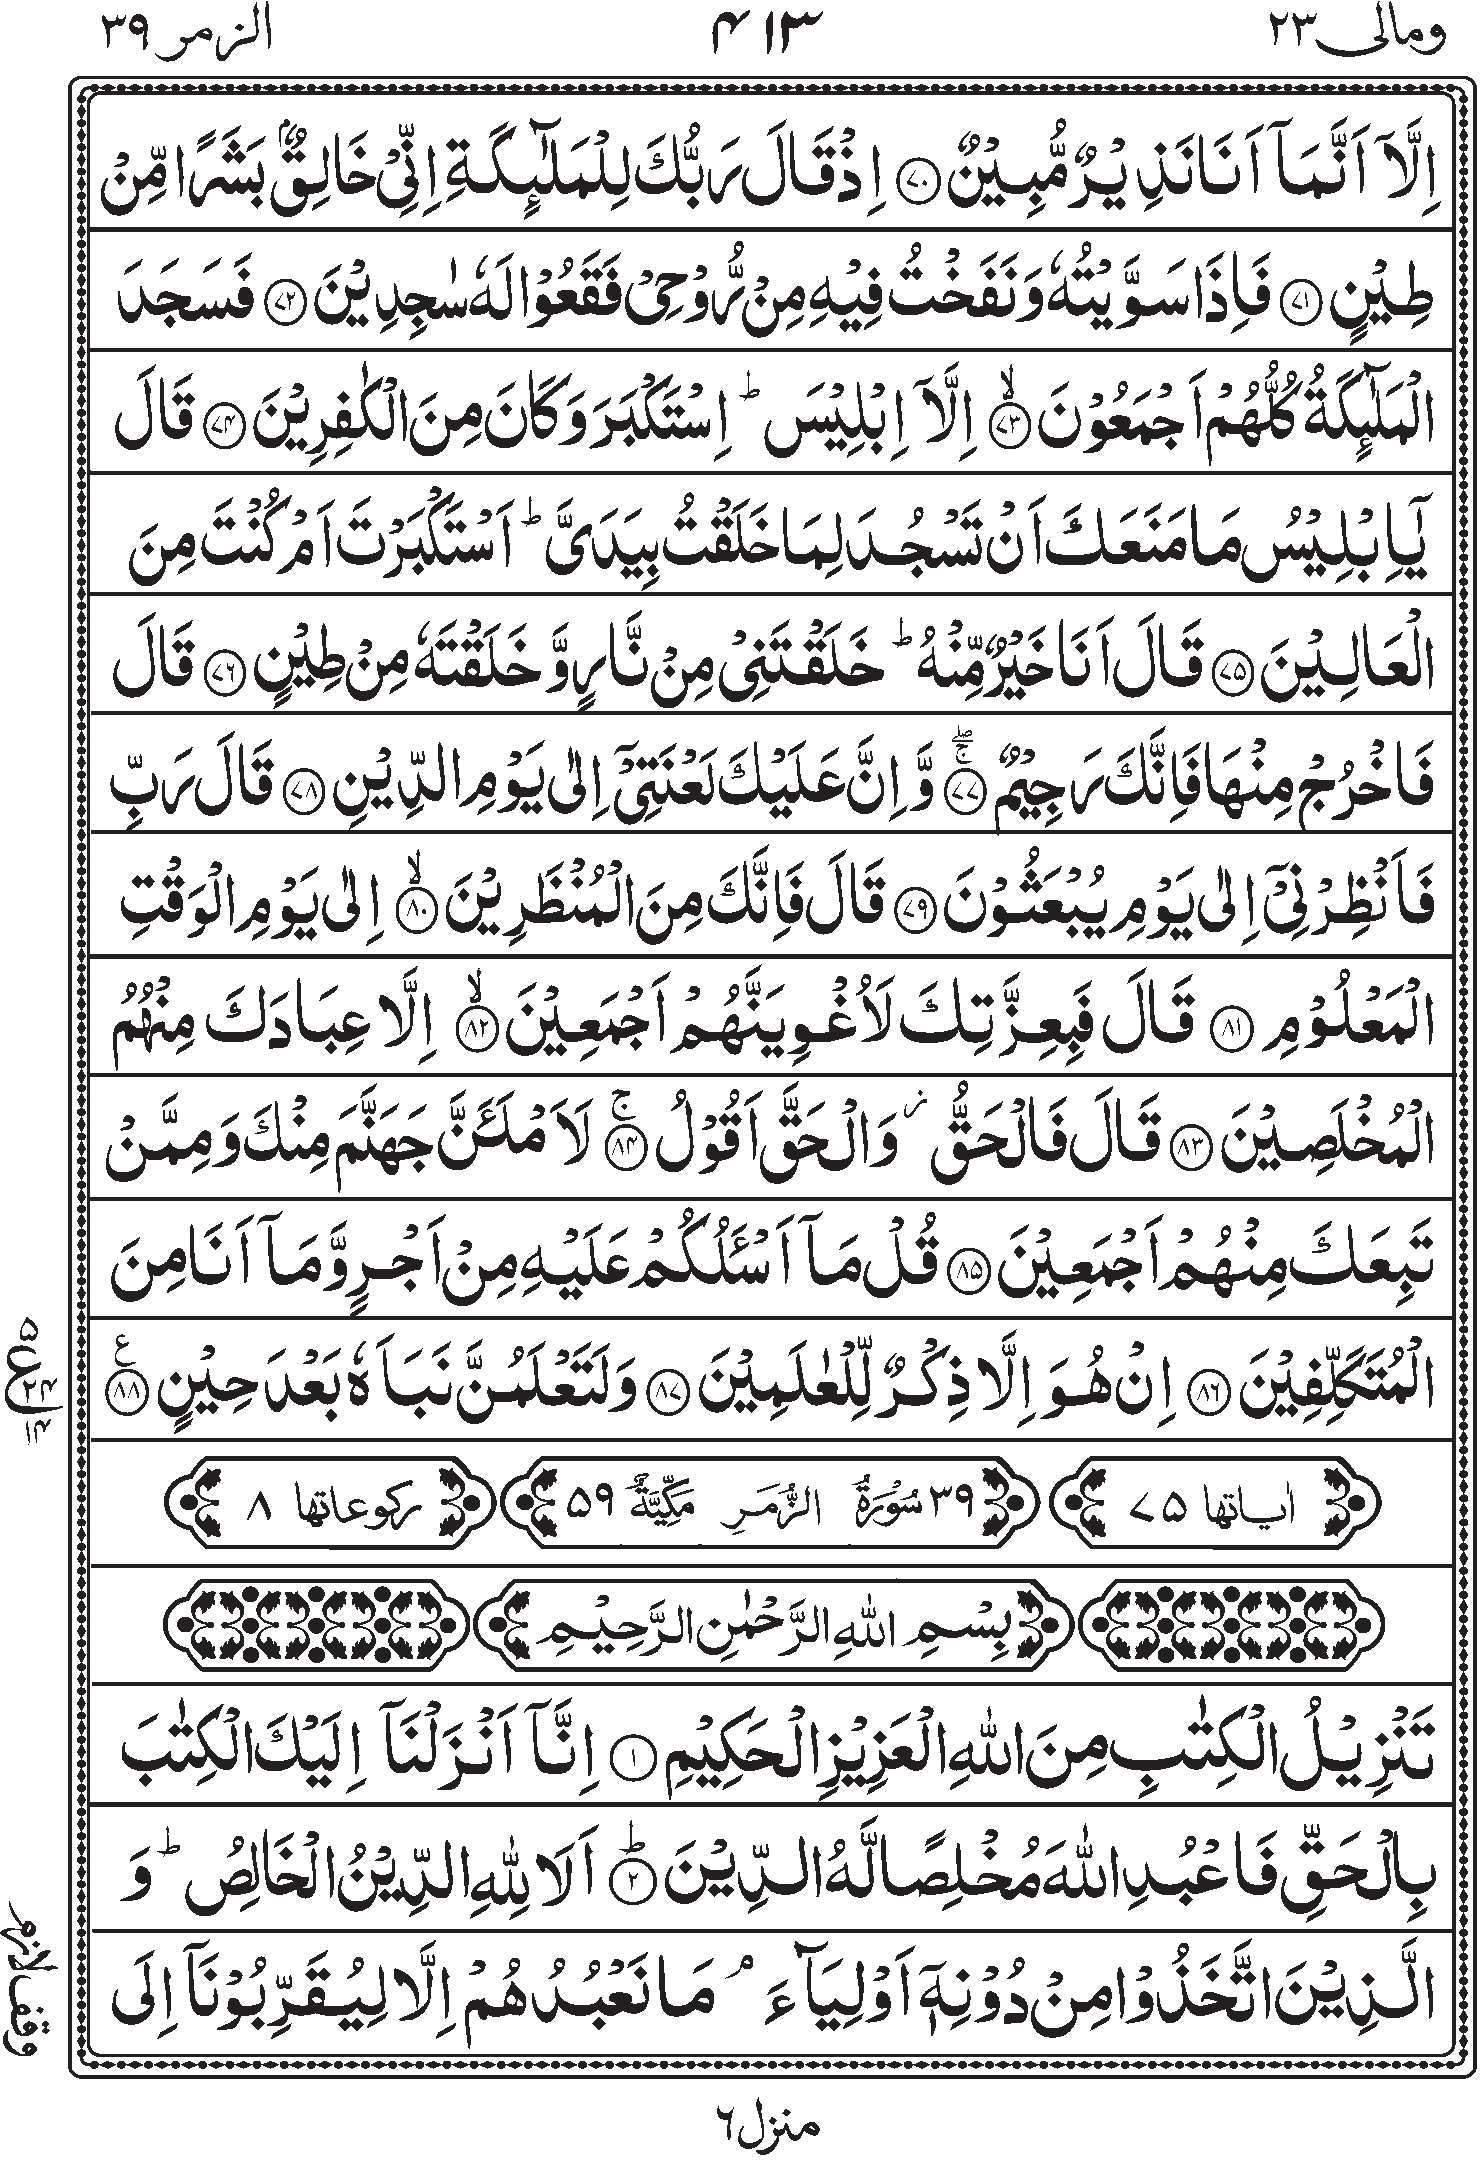 ومالی ۲۳ ۴۱۳ الزمر ۳۹
اِلَّاۤ اَنَّمَاۤ اَنَا نَذِیْرٌ مُّبِیْنٌ ۷۰ اِذْ قَالَ رَبُّكَ لِلْمَلٰٓىِٕكَةِ اِنِّیْ خَالِقٌۢ بَشَرًا مِّنْ
طِیْنٍ ۷۱ فَاِذَا سَوَّیْتُهٗ وَنَفَخْتُ فِیْهِ مِنْ رُّوْحِیْ فَقَعُوْا لَهٗ سٰجِدِیْنَ ۷۲ فَسَجَدَ
الْمَلٰٓىِٕكَةُ كُلُّهُمْ اَجْمَعُوْنَ ۙ۷۳ اِلَّاۤ اِبْلِیْسَ ؕ اِسْتَكْبَرَ وَكَانَ مِنَ الْكٰفِرِیْنَ ۷۴ قَالَ
یٰۤاِبْلِیْسُ مَا مَنَعَكَ اَنْ تَسْجُدَ لِمَا خَلَقْتُ بِیَدَیَّ ؕ اَسْتَكْبَرْتَ اَمْ كُنْتَ مِنَ
الْعَالِیْنَ ۷۵ قَالَ اَنَا خَیْرٌ مِّنْهُ ؕ خَلَقْتَنِیْ مِنْ نَّارٍ وَّخَلَقْتَهٗ مِنْ طِیْنٍ ۷۶ قَالَ
فَاخْرُجْ مِنْهَا فَاِنَّكَ رَجِیْمٌ ۚۖ۷۷ وَّاِنَّ عَلَیْكَ لَعْنَتِیْۤ اِلٰی یَوْمِ الدِّیْنِ ۷۸ قَالَ رَبِّ
فَاَنْظِرْنِیْۤ اِلٰی یَوْمِ یُبْعَثُوْنَ ۷۹ قَالَ فَاِنَّكَ مِنَ الْمُنْظَرِیْنَ ۙ۸۰ اِلٰی یَوْمِ الْوَقْتِ
الْمَعْلُوْمِ ۸۱ قَالَ فَبِعِزَّتِكَ لَاُغْوِیَنَّهُمْ اَجْمَعِیْنَ ۙ۸۲ اِلَّا عِبَادَكَ مِنْهُمُ
الْمُخْلَصِیْنَ ۸۳ قَالَ فَالْحَقُّ ؗ وَالْحَقَّ اَقُوْلُ ۚ۸۴ لَاَمْلَـَٔنَّ جَهَنَّمَ مِنْكَ وَمِمَّنْ
تَبِعَكَ مِنْهُمْ اَجْمَعِیْنَ ۸۵ قُلْ مَاۤ اَسْـَٔلُكُمْ عَلَیْهِ مِنْ اَجْرٍ وَّمَاۤ اَنَا مِنَ
الْمُتَكَلِّفِیْنَ ۸۶ اِنْ هُوَ اِلَّا ذِكْرٌ لِّلْعٰلَمِیْنَ ۸۷ وَلَتَعْلَمُنَّ نَبَاَهٗ بَعْدَ حِیْنٍ ۸۸ ع
۵
ع ۲۴
۱۴
اٰیاتها ۷۵ ۳۹ سُوْرَةُ الزُّمَرِ مَكِّیَّةٌ ۵۹ ركوعاتها ۸
بِسْمِ اللّٰهِ الرَّحْمٰنِ الرَّحِیْمِ
تَنْزِیْلُ الْكِتٰبِ مِنَ اللّٰهِ الْعَزِیْزِ الْحَكِیْمِ ۱ اِنَّاۤ اَنْزَلْنَاۤ اِلَیْكَ الْكِتٰبَ
بِالْحَقِّ فَاعْبُدِ اللّٰهَ مُخْلِصًا لَّهُ الدِّیْنَ ؕ۲ اَلَا لِلّٰهِ الدِّیْنُ الْخَالِصُ ؕ وَ
الَّذِیْنَ اتَّخَذُوْا مِنْ دُوْنِهٖۤ اَوْلِیَآءَ ۘ مَا نَعْبُدُهُمْ اِلَّا لِیُقَرِّبُوْنَاۤ اِلَی
وقف لازم
منزل ۶